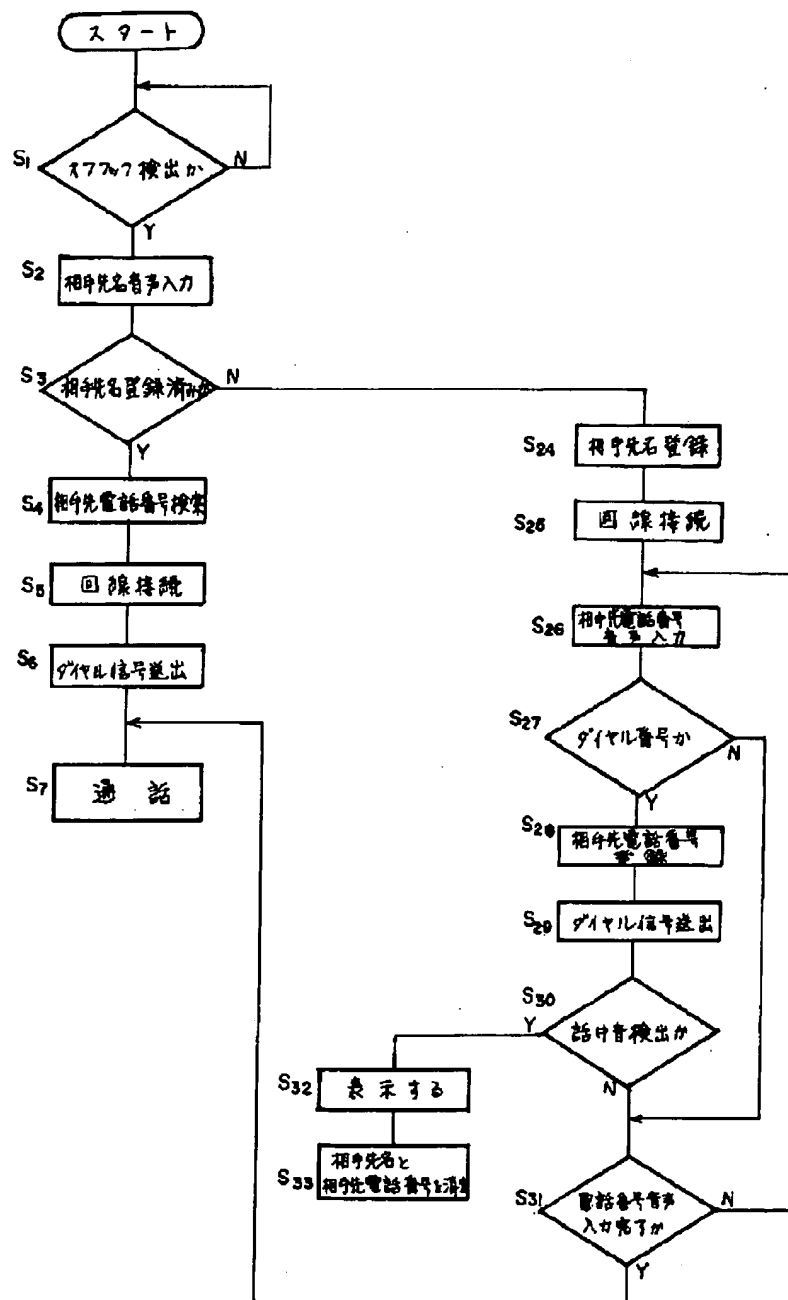 スタート
S1
オフフック検出か
N
Y
S2
相手先名音声入力
S3
相手先名登録済みか
N
Y
S4
相手先電話番号検索
S5
回線接続
S6
ダイヤル信号送出
S7
通話
S24
相手先名登録
S25
回線接続
S26
相手先電話番号
音声入力
S27
ダイヤル番号か
N
Y
S28
相手先電話番号
登録
S29
ダイヤル信号送出
S30
話中音検出か
Y
N
S32
表示する
S33
相手先名と
相手先電話番号を消去
S31
電話番号音声
入力完了か
N
Y